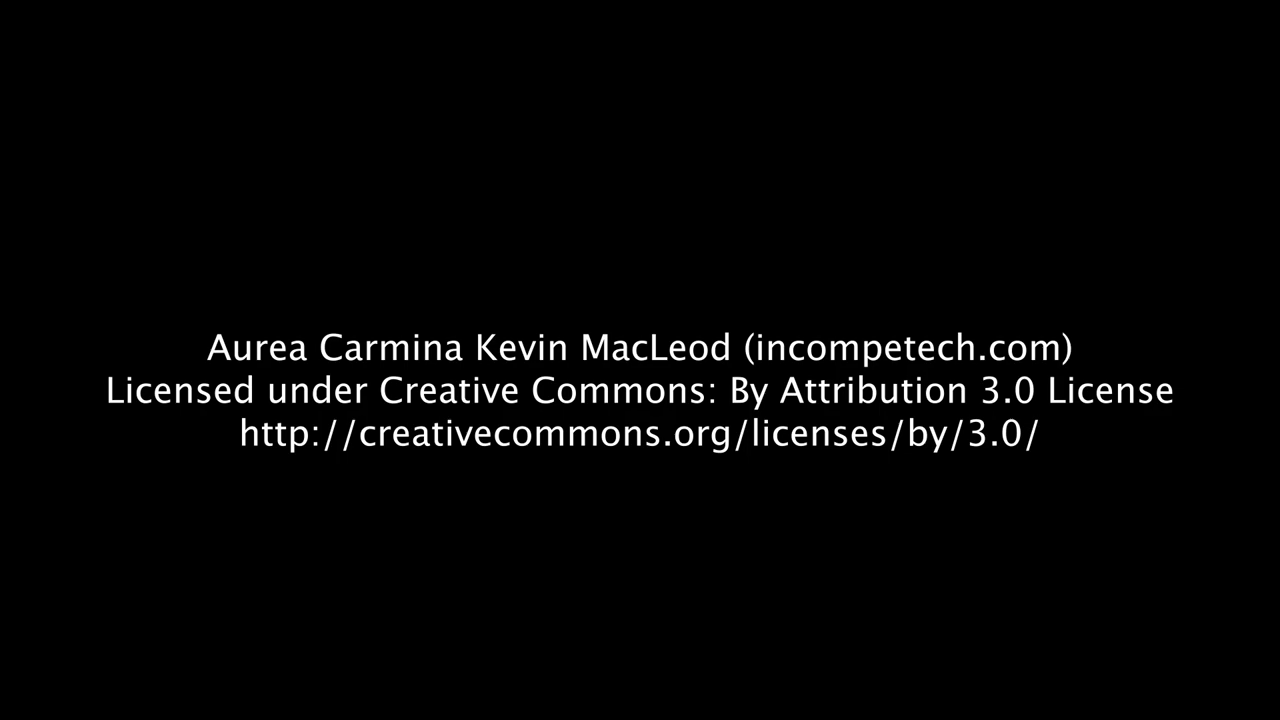 Aurea Carmina Kevin MacLeod (incompetech.com)
Licensed under Creative Commons: By Attribution 3.0 License
http://creativecommons.org/licenses/by/3.0/